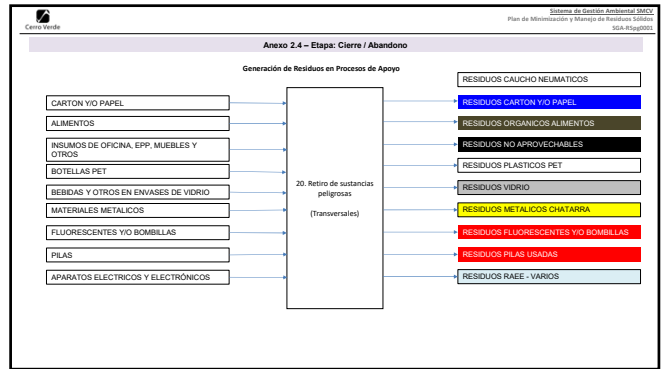 Cerro Verde
Sistema de Gestión Ambiental SMCV
Plan de Minimización y Manejo de Residuos Sólidos
SGA-RSpg0001
Anexo 2.4 – Etapa: Cierre / Abandono
Generación de Residuos en Procesos de Apoyo
RESIDUOS CAUCHO NEUMATICOS
CARTON Y/O PAPEL
RESIDUOS CARTON Y/O PAPEL
ALIMENTOS
RESIDUOS ORGANICOS ALIMENTOS
INSUMOS DE OFICINA, EPP, MUEBLES Y
OTROS
RESIDUOS NO APROVECHABLES
BOTELLAS PET
RESIDUOS PLASTICOS PET
20. Retiro de sustancias
peligrosas
(Transversales)
BEBIDAS Y OTROS EN ENVASES DE VIDRIO
RESIDUOS VIDRIO
MATERIALES METALICOS
RESIDUOS METALICOS CHATARRA
FLUORESCENTES Y/O BOMBILLAS
RESIDUOS FLUORESCENTES Y/O BOMBILLAS
PILAS
RESIDUOS PILAS USADAS
APARATOS ELECTRICOS Y ELECTRÓNICOS
RESIDUOS RAEE - VARIOS